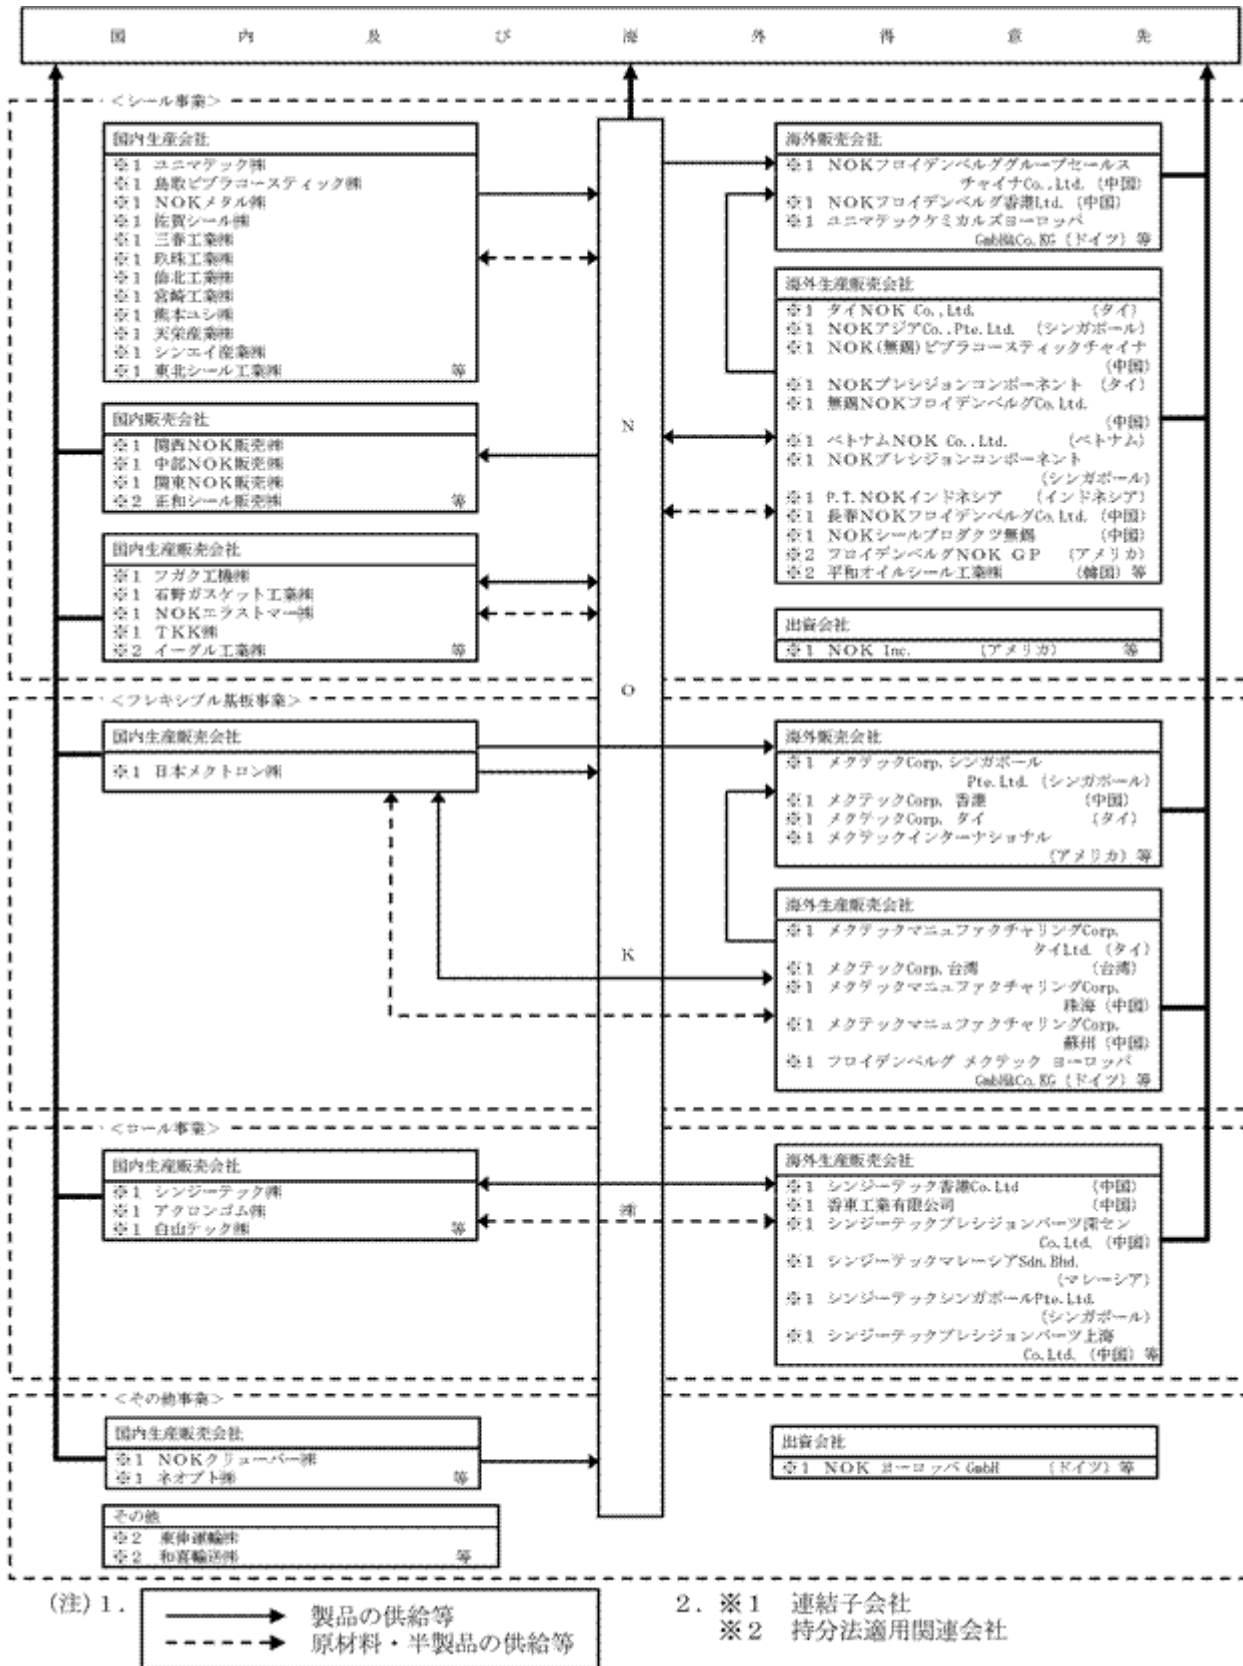 国内及び海外得意先
<シール事業>
国内生産会社
※1 ユニマテック㈱
※1 鳥取ビブラコースティック㈱
※1 NOKメタル㈱
※1 佐賀シール㈱
※1 三春工業㈱
※1 玖珠工業㈱
※1 仙北工業㈱
※1 宮崎工業㈱
※1 熊本ユシ㈱
※1 天栄産業㈱
※1 シンエイ産業㈱
※1 東北シール工業㈱ 等
国内販売会社
※1 関西NOK販売㈱
※1 中部NOK販売㈱
※1 関東NOK販売㈱
※2 正和シール販売㈱ 等
国内生産販売会社
※1 フガク工機㈱
※1 石野ガスケット工業㈱
※1 NOKエラストマー㈱
※1 TKK㈱
※2 イーグル工業㈱ 等
海外販売会社
※1 NOKフロイデンベルググループセールス
チャイナCo.,Ltd. (中国)
※1 NOKフロイデンベルグ香港Ltd. (中国)
※1 ユニマテックケミカルズヨーロッパ
GmbH&Co.KG (ドイツ) 等
海外生産販売会社
※1 タイNOK Co.,Ltd. (タイ)
※1 NOKアジアCo.,Pte.Ltd. (シンガポール)
※1 NOK(無錫)ビブラコースティックチャイナ
(中国)
※1 NOKプレシジョンコンポーネント (タイ)
※1 無錫NOKフロイデンベルグCo.Ltd.
(中国)
※1 ベトナムNOK Co.,Ltd. (ベトナム)
※1 NOKプレシジョンコンポーネント
(シンガポール)
※1 P.T.NOKインドネシア (インドネシア)
※1 長春NOKフロイデンベルグCo.Ltd. (中国)
※1 NOKシールプロダクツ無錫 (中国)
※2 フロイデンベルグNOK GP (アメリカ)
※2 平和オイルシール工業㈱ (韓国) 等
出資会社
※1 NOK Inc. (アメリカ) 等
N
O
K
㈱
<フレキシブル基板事業>
国内生産販売会社
※1 日本メクトロン㈱
海外販売会社
※1 メクテックCorp. シンガポール
Pte.Ltd. (シンガポール)
※1 メクテックCorp. 香港 (中国)
※1 メクテックCorp. タイ (タイ)
※1 メクテックインターナショナル
(アメリカ) 等
海外生産販売会社
※1 メクテックマニュファクチャリングCorp.
タイLtd. (タイ)
※1 メクテックCorp.台湾 (台湾)
※1 メクテックマニュファクチャリングCorp.
珠海 (中国)
※1 メクテックマニュファクチャリングCorp.
蘇州 (中国)
※1 フロイデンベルグ メクテック ヨーロッパ
GmbH&Co.KG (ドイツ) 等
<ロール事業>
国内生産販売会社
※1 シンジーテック㈱
※1 アクロンゴム㈱
※1 白山テック㈱ 等
海外生産販売会社
※1 シンジーテック香港Co.Ltd (中国)
※1 香東工業有限公司 (中国)
※1 シンジーテックプレシジョンパーツ深セン
Co.Ltd. (中国)
※1 シンジーテックマレーシアSdn.Bhd.
(マレーシア)
※1 シンジーテックシンガポールPte.Ltd.
(シンガポール)
※1 シンジーテックプレシジョンパーツ上海
Co.Ltd. (中国) 等
<その他事業>
国内生産販売会社
※1 NOKクリューバー㈱
※1 ネオプト㈱ 等
出資会社
※1 NOK ヨーロッパ GmbH (ドイツ) 等
その他
※2 東伸運輸㈱
※2 和喜輸送㈱ 等
(注) 1.
製品の供給等
原材料・半製品の供給等
2. ※1 連結子会社
※2 持分法適用関連会社